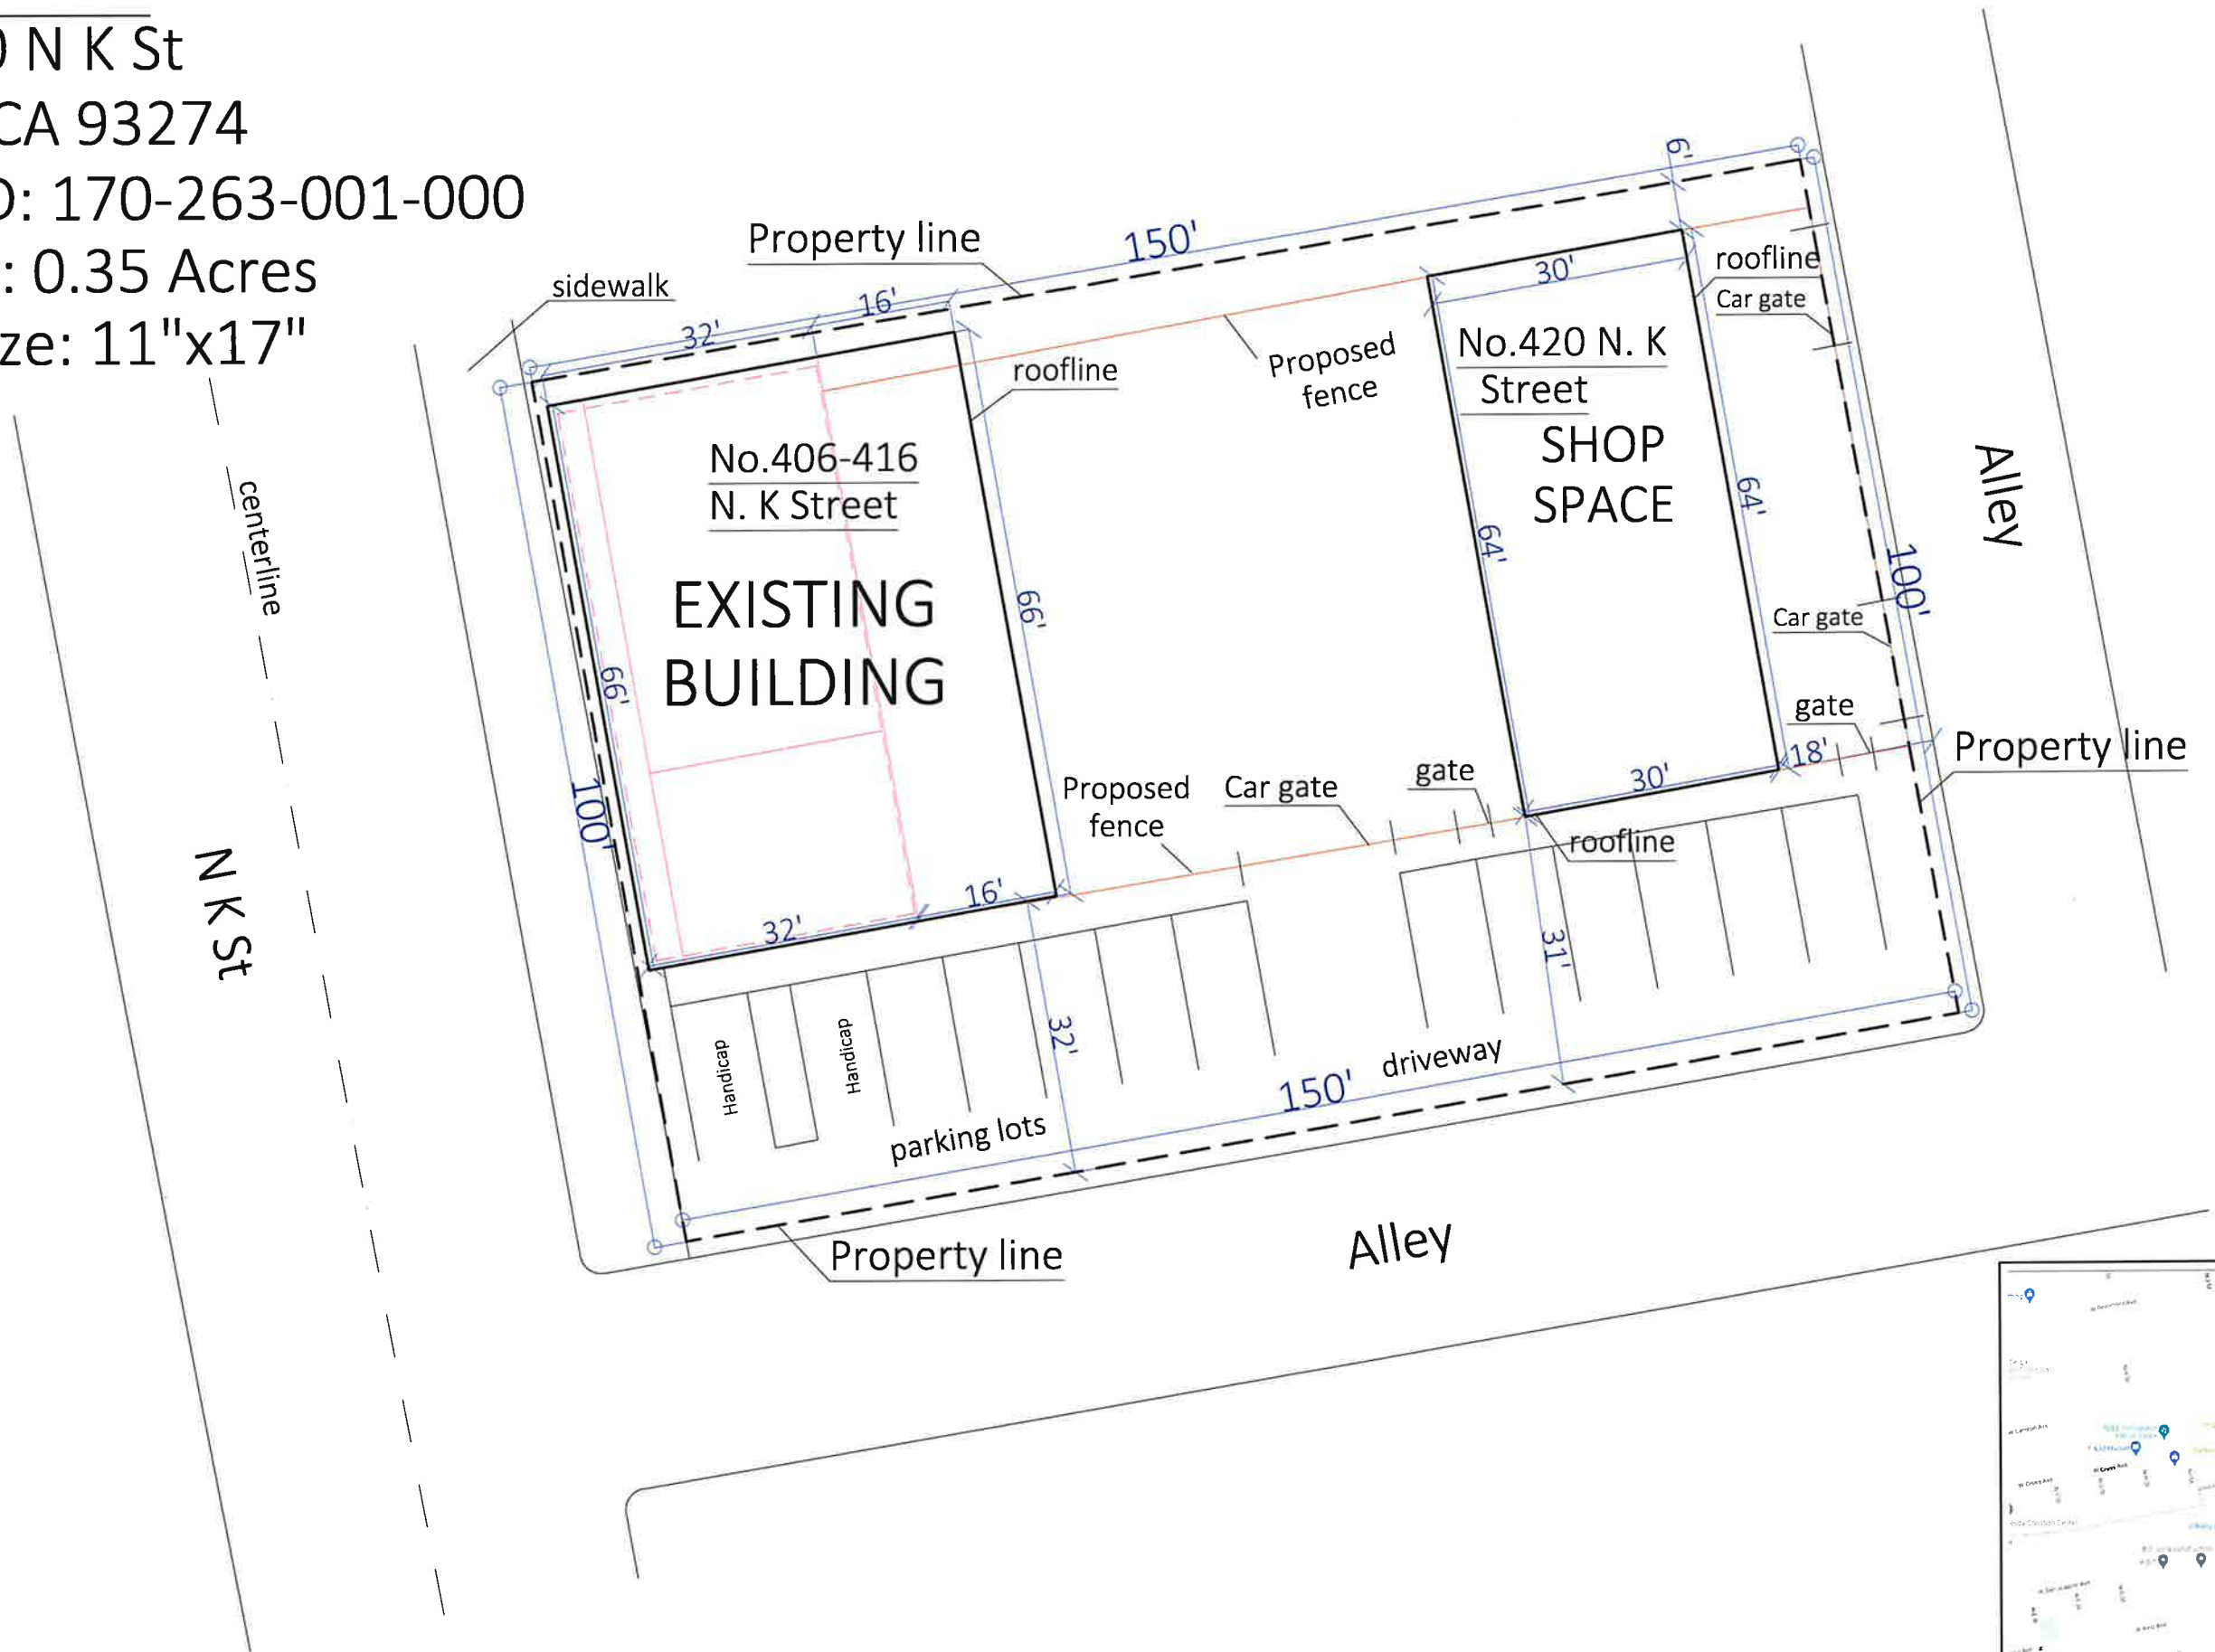 N K St
CA 93274
: 170-263-001-000
: 0.35 Acres
ze: 11"x17"
sidewalk
Property line
150'
6'
32'
16'
30'
roofline
Car gate
roofline
Proposed
fence
No.420 N. K
Street
SHOP
SPACE
No.406-416
N. K Street
EXISTING
BUILDING
centerline
66'
66'
64'
64'
Alley
100'
Car gate
gate
18'
Property line
100'
Proposed
fence
Car gate
gate
30'
roofline
N K St
32'
16'
31'
32'
Handicap
Handicap
driveway
150'
parking lots
Property line
Alley